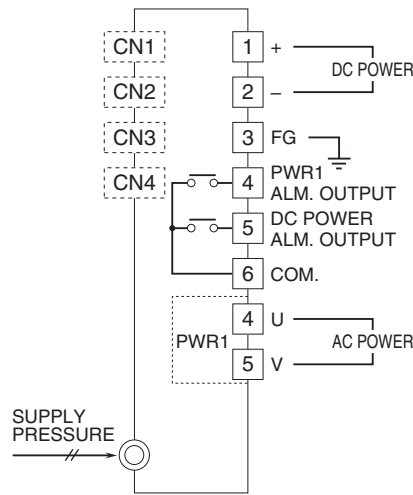 CN1
1
+
DC POWER
CN2
2
–
CN3
3
FG
CN4
4
PWR1
ALM. OUTPUT
5
DC POWER
ALM. OUTPUT
6
COM.
PWR1
4
U
AC POWER
5
V
SUPPLY
PRESSURE